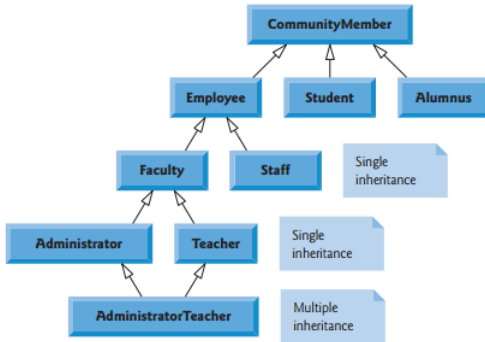 CommunityMember
Employee
Student
Alumnus
Faculty
Staff
Single
inheritance
Administrator
Teacher
Single
inheritance
AdministratorTeacher
Multiple
inheritance